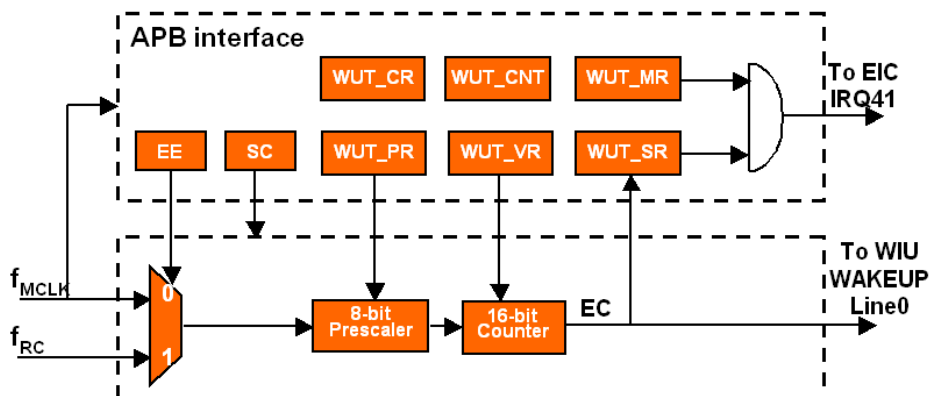 APB interface
WUT_CR
WUT_CNT
WUT_MR
To EIC
IRQ41
EE
SC
WUT_PR
WUT_VR
WUT_SR
To WIU
WAKEUP
Line0
fMCLK
0
8-bit
Prescaler
16-bit
Counter
EC
fRC
1